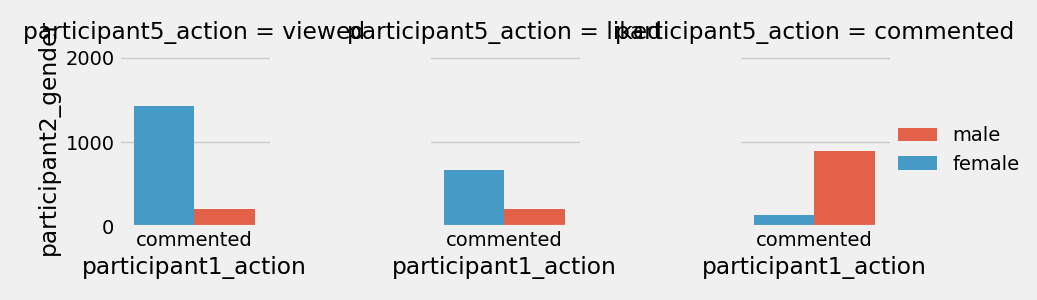 participant5_action = viewed
participant5_action = liked
participant5_action = commented
participant2_gender
2000
1000
0
commented
commented
commented
participant1_action
participant1_action
participant1_action
male
female